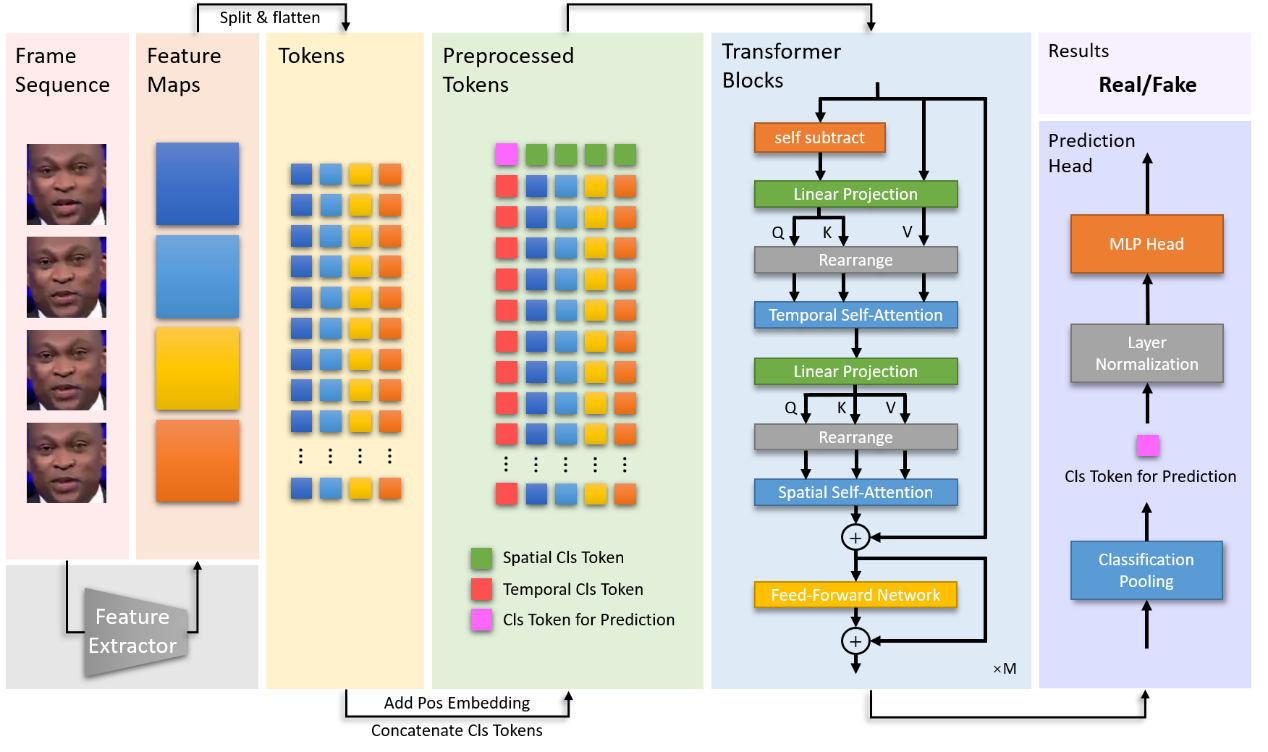 Split & flatten
Frame
Sequence
Feature
Maps
Tokens
Preprocessed
Tokens
Transformer
Blocks
Results
Real/Fake
self subtract
Linear Projection
Q K V
Rearrange
Temporal Self-Attention
Linear Projection
Q K V
Rearrange
Spatial Self-Attention
+
Feed-Forward Network
+
×M
Prediction
Head
MLP Head
Layer
Normalization
Cls Token for Prediction
Classification
Pooling
Spatial Cls Token
Temporal Cls Token
Cls Token for Prediction
Feature
Extractor
Add Pos Embedding
Concatenate Cls Tokens